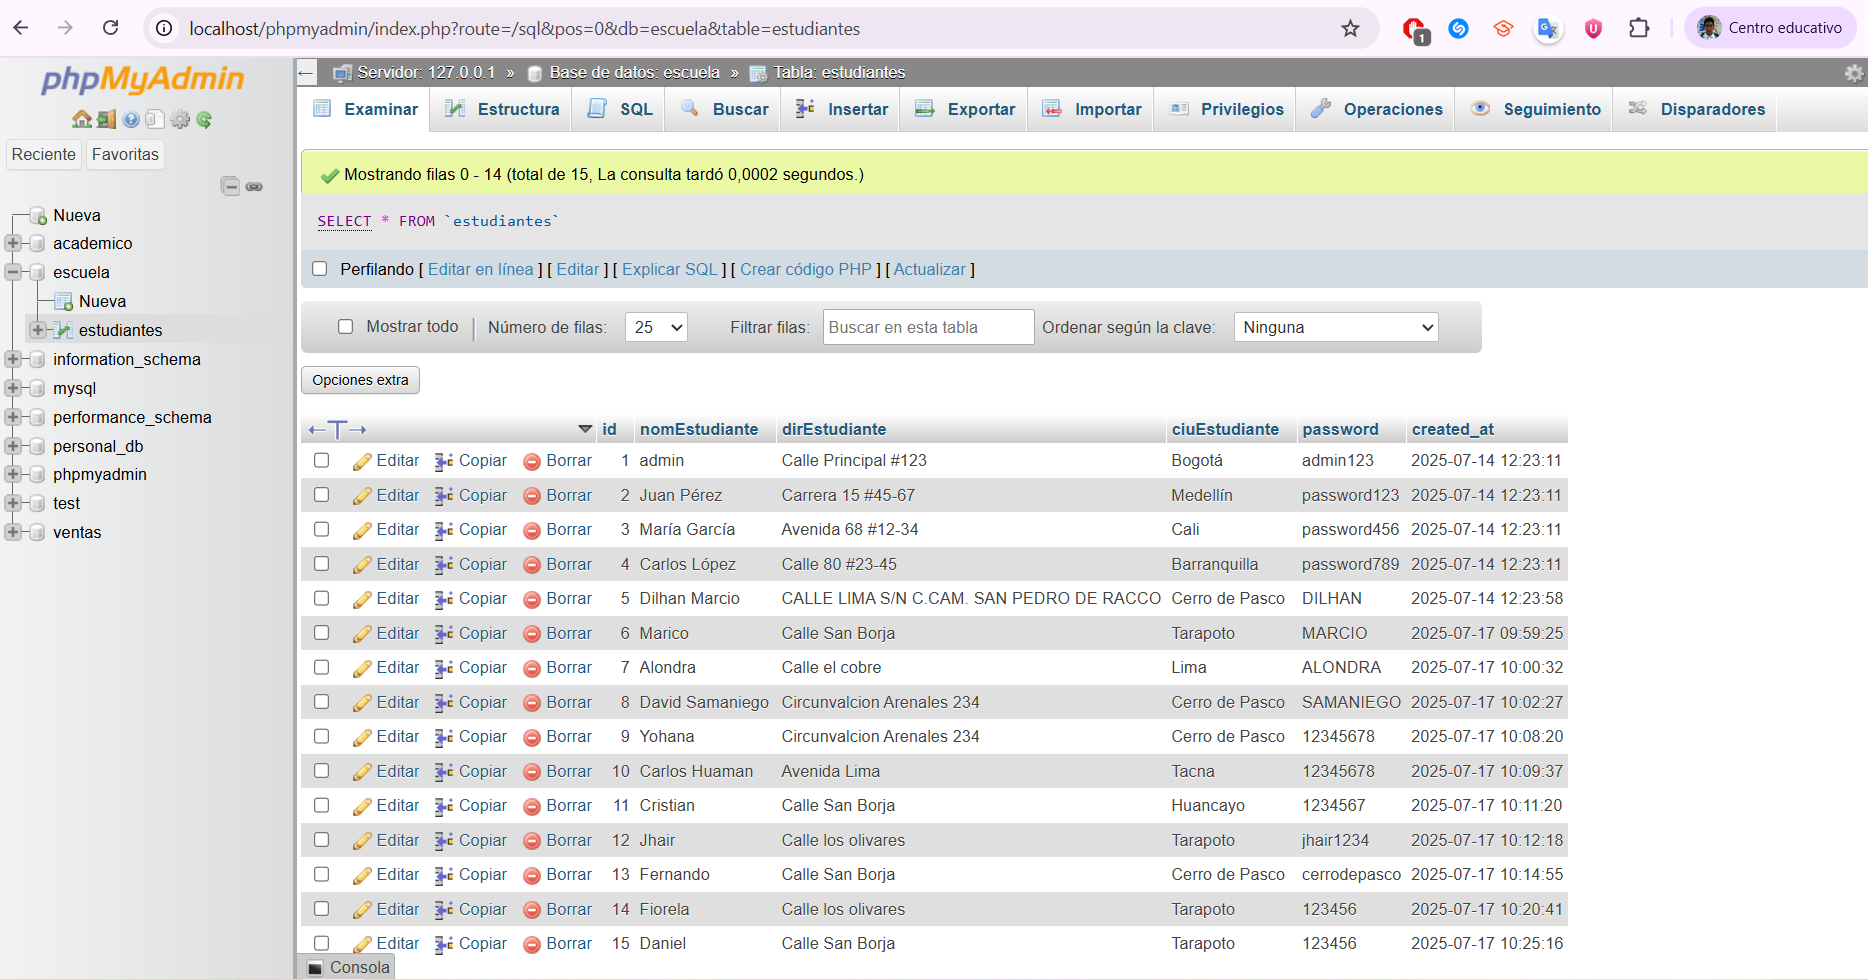 localhost/phpmyadmin/index.php?route=/sql&pos=0&db=escuela&table=estudiantes
1
U
Centro educativo
phpMyAdmin
Reciente Favoritas
Nueva
academico
escuela
Nueva
estudiantes
information_schema
mysql
performance_schema
personal_db
phpmyadmin
test
ventas
Servidor: 127.0.0.1 » Base de datos: escuela » Tabla: estudiantes
Examinar Estructura SQL Buscar Insertar Exportar Importar Privilegios Operaciones Seguimiento Disparadores
Mostrando filas 0 - 14 (total de 15, La consulta tardó 0,0002 segundos.)
SELECT * FROM `estudiantes`
Perfilando [ Editar en línea ] [ Editar ] [ Explicar SQL ] [ Crear código PHP ] [ Actualizar ]
Mostrar todo | Número de filas: 25 Filtrar filas: Buscar en esta tabla Ordenar según la clave: Ninguna
Opciones extra
←T→ id nomEstudiante dirEstudiante ciuEstudiante password created_at
Editar Copiar Borrar 1 admin Calle Principal #123 Bogotá admin123 2025-07-14 12:23:11
Editar Copiar Borrar 2 Juan Pérez Carrera 15 #45-67 Medellín password123 2025-07-14 12:23:11
Editar Copiar Borrar 3 María García Avenida 68 #12-34 Cali password456 2025-07-14 12:23:11
Editar Copiar Borrar 4 Carlos López Calle 80 #23-45 Barranquilla password789 2025-07-14 12:23:11
Editar Copiar Borrar 5 Dilhan Marcio CALLE LIMA S/N C.CAM. SAN PEDRO DE RACCO Cerro de Pasco DILHAN 2025-07-14 12:23:58
Editar Copiar Borrar 6 Marico Calle San Borja Tarapoto MARCIO 2025-07-17 09:59:25
Editar Copiar Borrar 7 Alondra Calle el cobre Lima ALONDRA 2025-07-17 10:00:32
Editar Copiar Borrar 8 David Samaniego Circunvalcion Arenales 234 Cerro de Pasco SAMANIEGO 2025-07-17 10:02:27
Editar Copiar Borrar 9 Yohana Circunvalcion Arenales 234 Cerro de Pasco 12345678 2025-07-17 10:08:20
Editar Copiar Borrar 10 Carlos Huaman Avenida Lima Tacna 12345678 2025-07-17 10:09:37
Editar Copiar Borrar 11 Cristian Calle San Borja Huancayo 1234567 2025-07-17 10:11:20
Editar Copiar Borrar 12 Jhair Calle los olivares Tarapoto jhair1234 2025-07-17 10:12:18
Editar Copiar Borrar 13 Fernando Calle San Borja Cerro de Pasco cerrodepasco 2025-07-17 10:14:55
Editar Copiar Borrar 14 Fiorela Calle los olivares Tarapoto 123456 2025-07-17 10:20:41
Editar Copiar Borrar 15 Daniel Calle San Borja Tarapoto 123456 2025-07-17 10:25:16
Consola